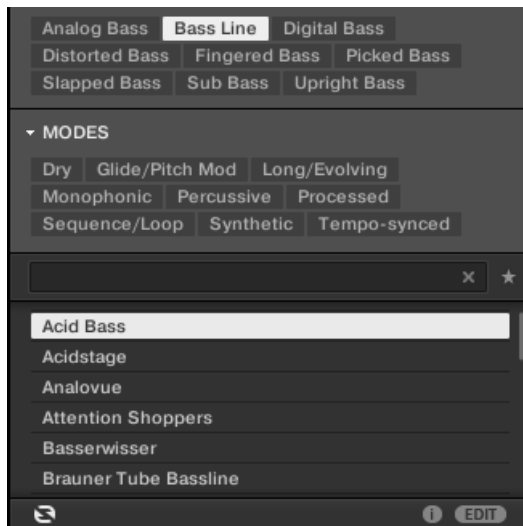 Analog Bass Bass Line Digital Bass
Distorted Bass Fingered Bass Picked Bass
Slapped Bass Sub Bass Upright Bass
MODES
Dry Glide/Pitch Mod Long/Evolving
Monophonic Percussive Processed
Sequence/Loop Synthetic Tempo-synced
Acid Bass
Acidstage
Analovue
Attention Shoppers
Basserwisser
Brauner Tube Bassline
i EDIT